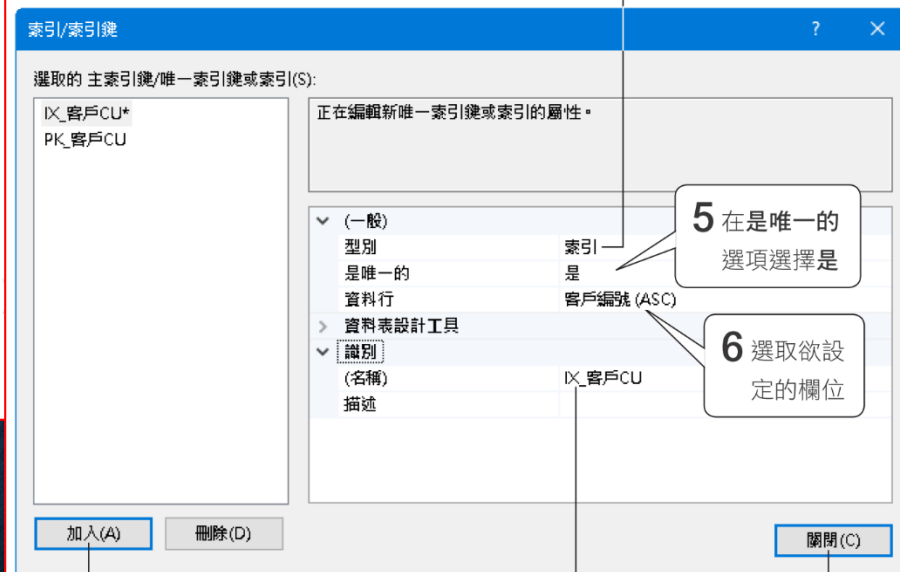 索引/索引鍵
? ×
選取的 主索引鍵/唯一索引鍵或索引(S):
IX_客戶CU*
PK_客戶CU
正在編輯新唯一索引鍵或索引的屬性。
(一般)
型別 索引
是唯一的 是
資料行 客戶編號 (ASC)
資料表設計工具
識別
(名稱) IX_客戶CU
描述
5 在是唯一的
選項選擇是
6 選取欲設
定的欄位
加入(A) 刪除(D)
關閉(C)